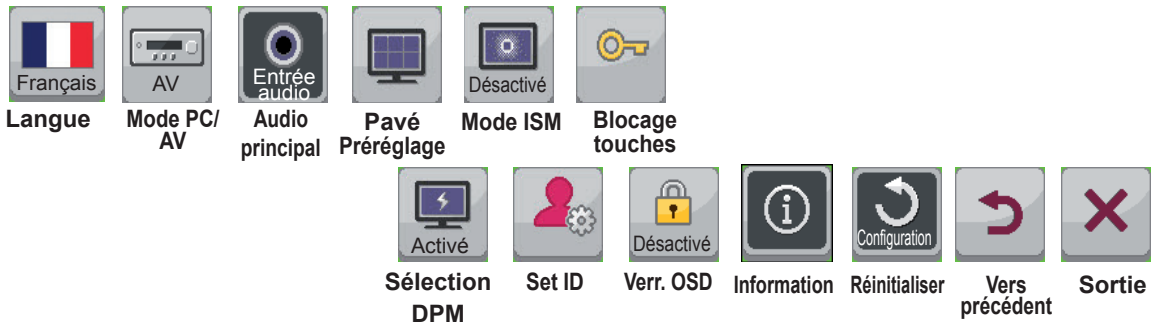 Français
AV
Entrée
audio
Désactivé
Langue
Mode PC/
AV
Audio
principal
Pavé
Préréglage
Mode ISM
Blocage
touches
Activé
Désactivé
Configuration
Sélection
DPM
Set ID
Verr. OSD
Information
Réinitialiser
Vers
précédent
Sortie